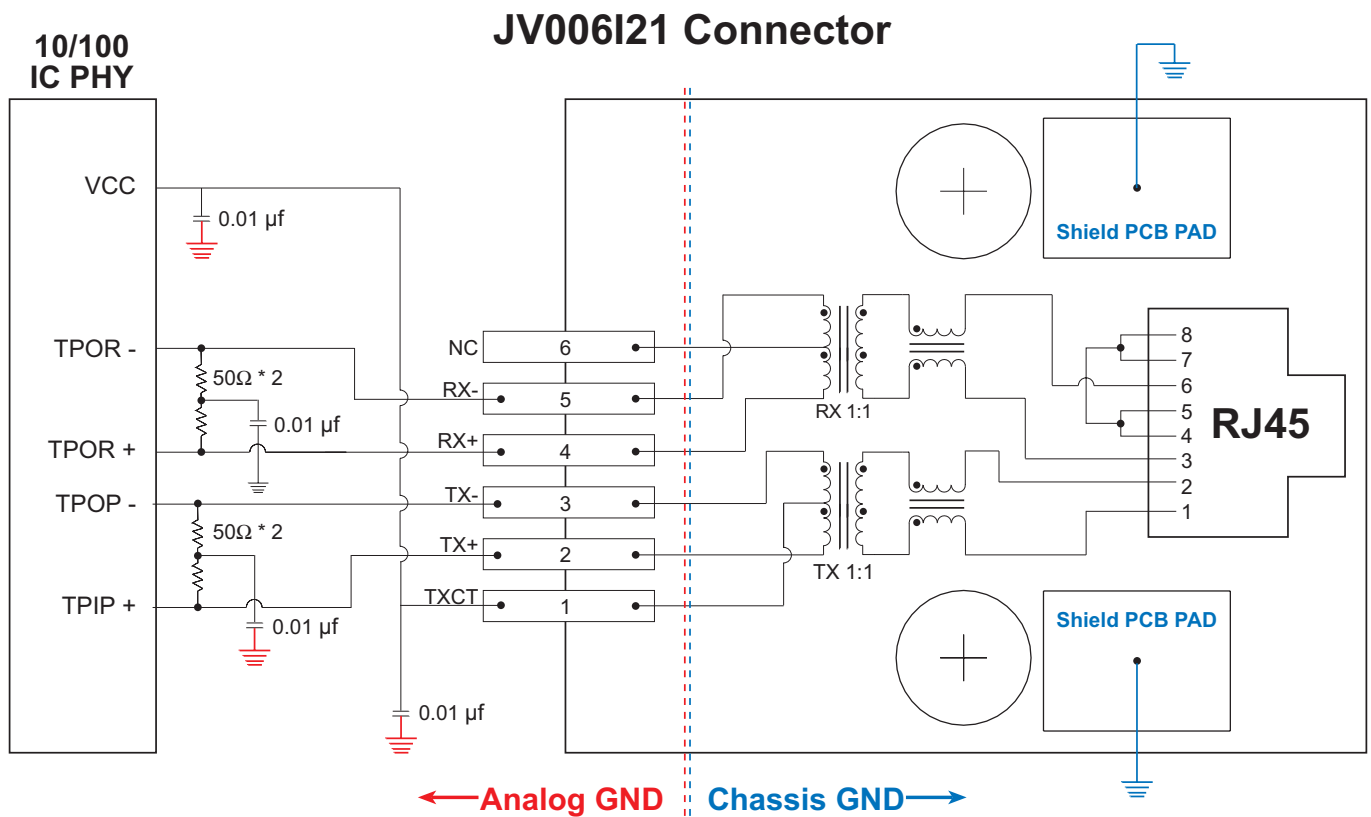 JV006I21 Connector
10/100
IC PHY
VCC
0.01 µf
Shield PCB PAD
TPOR -
50Ω * 2
0.01 µf
TPOR +
TPOP -
50Ω * 2
TPIP +
0.01 µf
0.01 µf
NC 6
RX- 5
RX+ 4
TX- 3
TX+ 2
TXCT 1
RX 1:1
TX 1:1
8
7
6
5
4
3
2
1
RJ45
Shield PCB PAD
Analog GND
Chassis GND